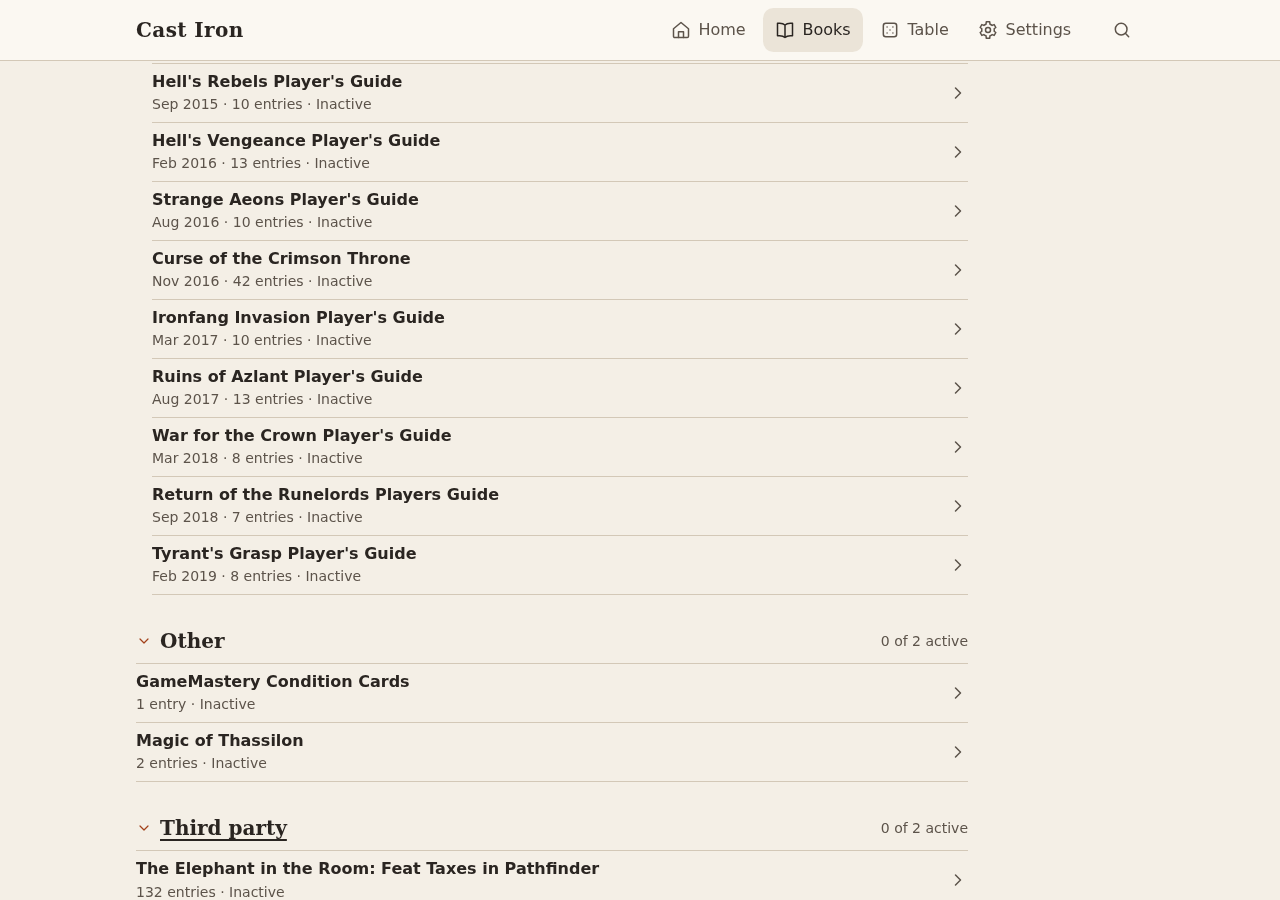 Cast Iron
Home
Books
Table
Settings
Hell's Rebels Player's Guide
Sep 2015 · 10 entries · Inactive
Hell's Vengeance Player's Guide
Feb 2016 · 13 entries · Inactive
Strange Aeons Player's Guide
Aug 2016 · 10 entries · Inactive
Curse of the Crimson Throne
Nov 2016 · 42 entries · Inactive
Ironfang Invasion Player's Guide
Mar 2017 · 10 entries · Inactive
Ruins of Azlant Player's Guide
Aug 2017 · 13 entries · Inactive
War for the Crown Player's Guide
Mar 2018 · 8 entries · Inactive
Return of the Runelords Players Guide
Sep 2018 · 7 entries · Inactive
Tyrant's Grasp Player's Guide
Feb 2019 · 8 entries · Inactive
Other
0 of 2 active
GameMastery Condition Cards
1 entry · Inactive
Magic of Thassilon
2 entries · Inactive
Third party
0 of 2 active
The Elephant in the Room: Feat Taxes in Pathfinder
132 entries · Inactive